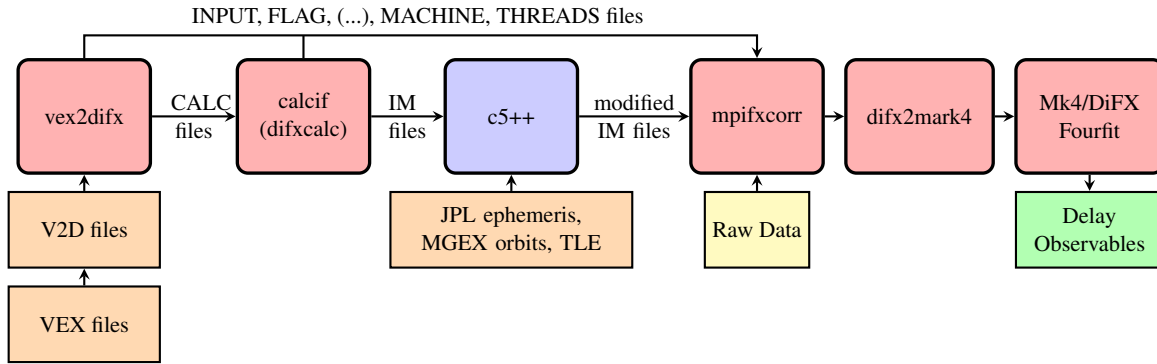 INPUT, FLAG, (...), MACHINE, THREADS files
vex2difx
CALC
files
calcif
(difxcalc)
IM
files
c5++
modified
IM files
mpifxcorr
difx2mark4
Mk4/DiFX
Fourfit
V2D files
JPL ephemeris,
MGEX orbits, TLE
Raw Data
Delay
Observables
VEX files